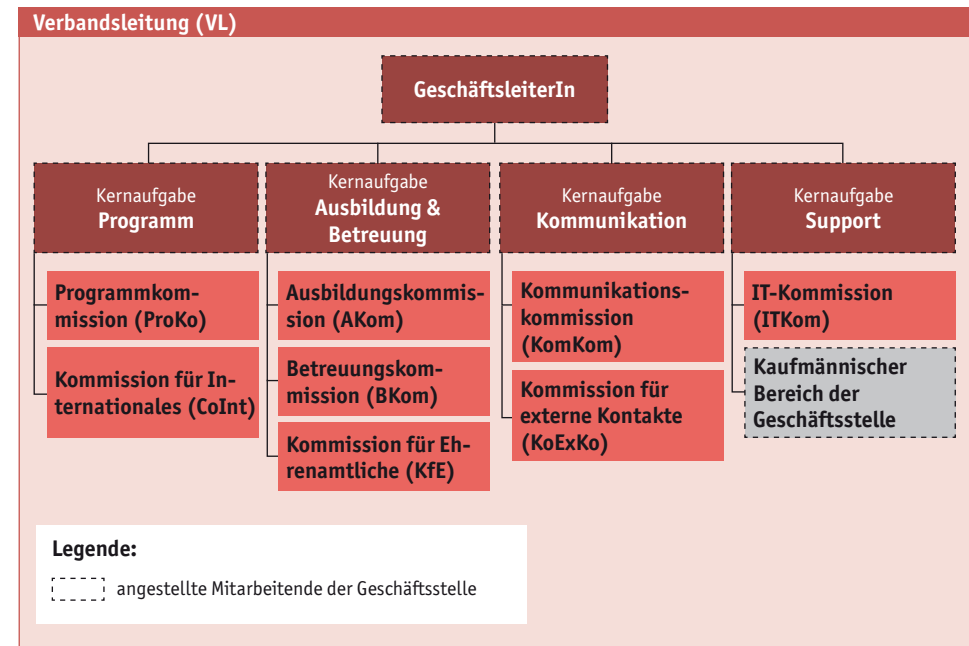 Verbandsleitung (VL)
GeschäftsleiterIn
Kernaufgabe
Programm
Kernaufgabe
Ausbildung &
Betreuung
Kernaufgabe
Kommunikation
Kernaufgabe
Support
Programmkom-
mission (ProKo)
Kommission für In-
ternationales (CoInt)
Ausbildungskommis-
sion (AKom)
Betreuungskom-
mission (BKom)
Kommission für Eh-
renamtliche (KfE)
Kommunikations-
kommission
(KomKom)
Kommission für
externe Kontakte
(KoExKo)
IT-Kommission
(ITKom)
Kaufmännischer
Bereich der
Geschäftsstelle
Legende:
angestellte Mitarbeitende der Geschäftsstelle